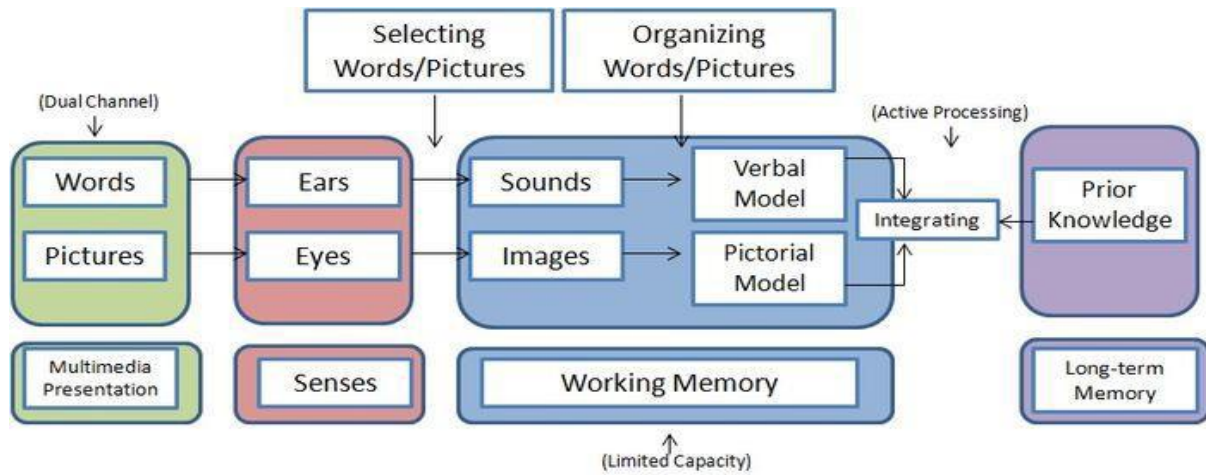 Selecting
Words/Pictures
Organizing
Words/Pictures
(Dual Channel)
(Active Processing)
Words
Ears
Sounds
Verbal
Model
Prior
Knowledge
Integrating
Pictures
Eyes
Images
Pictorial
Model
Multimedia
Presentation
Senses
Working Memory
Long-term
Memory
(Limited Capacity)